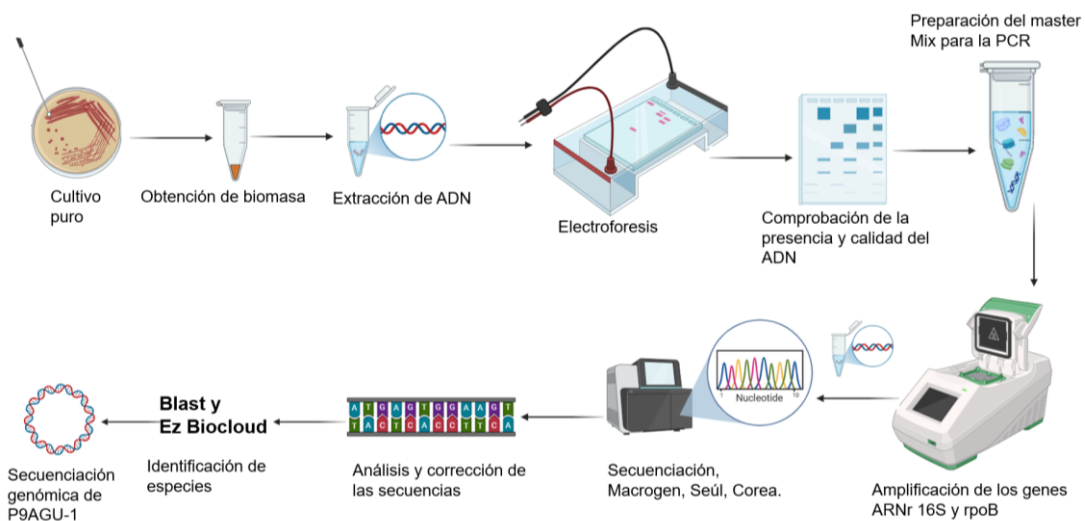 Cultivo
puro
Obtención de biomasa
Extracción de ADN
Electroforesis
Comprobación de la
presencia y calidad del
ADN
Preparación del master
Mix para la PCR
Amplificación de los genes
ARNr 16S y rpoB
1 Nucleotide 10
Secuenciación,
Macrogen, Seúl, Corea.
A T G A G T G G A A G T
T A C T C A C C T T C A
Análisis y corrección de
las secuencias
Blast y
Ez Biocloud
Identificación de
especies
Secuenciación
genómica de
P9AGU-1